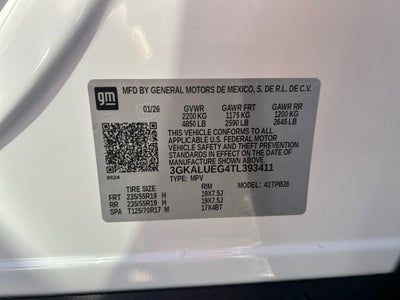 gm
MFD BY GENERAL MOTORS DE MEXICO, S. DE R.L. DE C.V.
01/26 GVWR GAWR FRT GAWR RR
2200 KG 1175 KG 1200 KG
4850 LB 2590 LB 2645 LB
THIS VEHICLE CONFORMS TO ALL
APPLICABLE U.S. FEDERAL MOTOR
VEHICLE SAFETY, BUMPER, AND THEFT
PREVENTION STANDARDS IN EFFECT ON THE DATE OF
MANUFACTURE SHOWN ABOVE.
3GKALUEG4TL393411
6624 TYPE: MPV MODEL: 41TPB26
RIM
FRT 235/55R19 H 19X7.5J
RR 235/55R19 H 19X7.5J
SPA T125/70R17 M 17X4BT